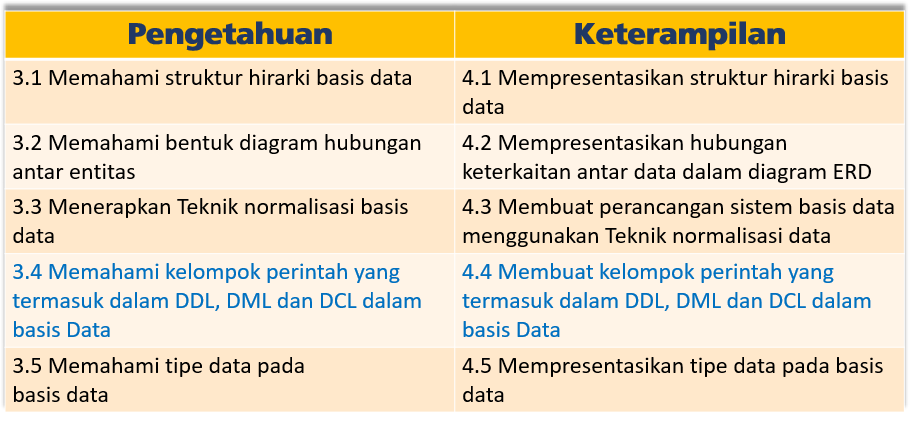 Pengetahuan
Keterampilan
3.1 Memahami struktur hirarki basis data
4.1 Mempresentasikan struktur hirarki basis
data
3.2 Memahami bentuk diagram hubungan
antar entitas
4.2 Mempresentasikan hubungan
keterkaitan antar data dalam diagram ERD
3.3 Menerapkan Teknik normalisasi basis
data
4.3 Membuat perancangan sistem basis data
menggunakan Teknik normalisasi data
3.4 Memahami kelompok perintah yang
termasuk dalam DDL, DML dan DCL dalam
basis Data
4.4 Membuat kelompok perintah yang
termasuk dalam DDL, DML dan DCL dalam
basis Data
3.5 Memahami tipe data pada
basis data
4.5 Mempresentasikan tipe data pada basis
data